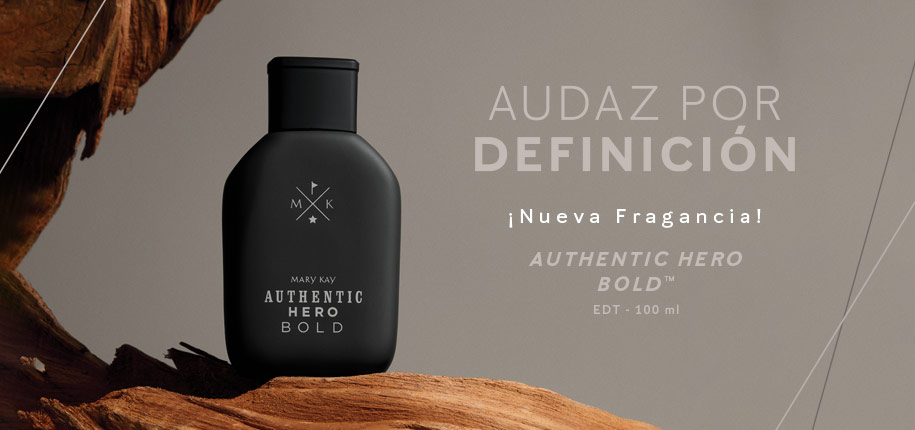 M K
MARY KAY
AUTHENTIC
HERO
BOLD
AUDAZ POR
DEFINICIÓN
¡Nueva Fragancia!
AUTHENTIC HERO
BOLD™
EDT - 100 ml